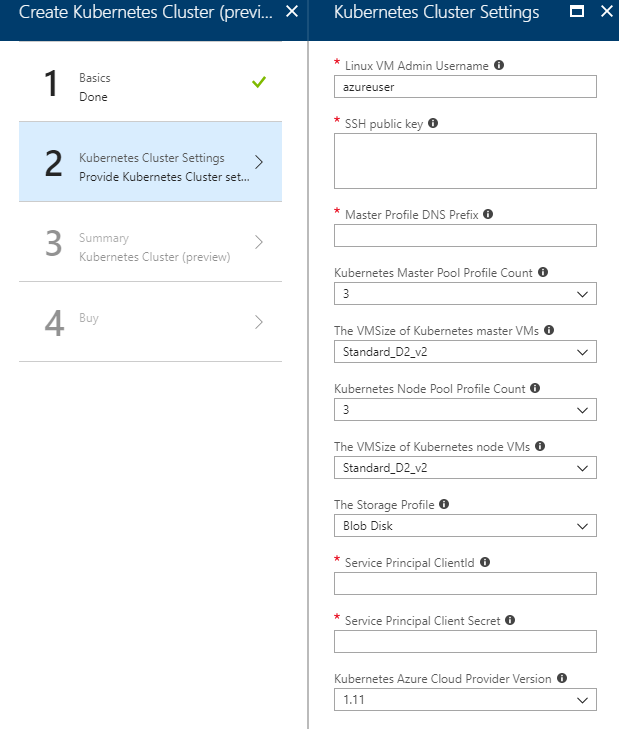 Create Kubernetes Cluster (previ...
1
Basics
Done
2
Kubernetes Cluster Settings
Provide Kubernetes Cluster set...
3
Summary
Kubernetes Cluster (preview)
4
Buy
Kubernetes Cluster Settings
* Linux VM Admin Username
azureuser
* SSH public key
* Master Profile DNS Prefix
Kubernetes Master Pool Profile Count
3
The VMSize of Kubernetes master VMs
Standard_D2_v2
Kubernetes Node Pool Profile Count
3
The VMSize of Kubernetes node VMs
Standard_D2_v2
The Storage Profile
Blob Disk
* Service Principal ClientId
* Service Principal Client Secret
Kubernetes Azure Cloud Provider Version
1.11